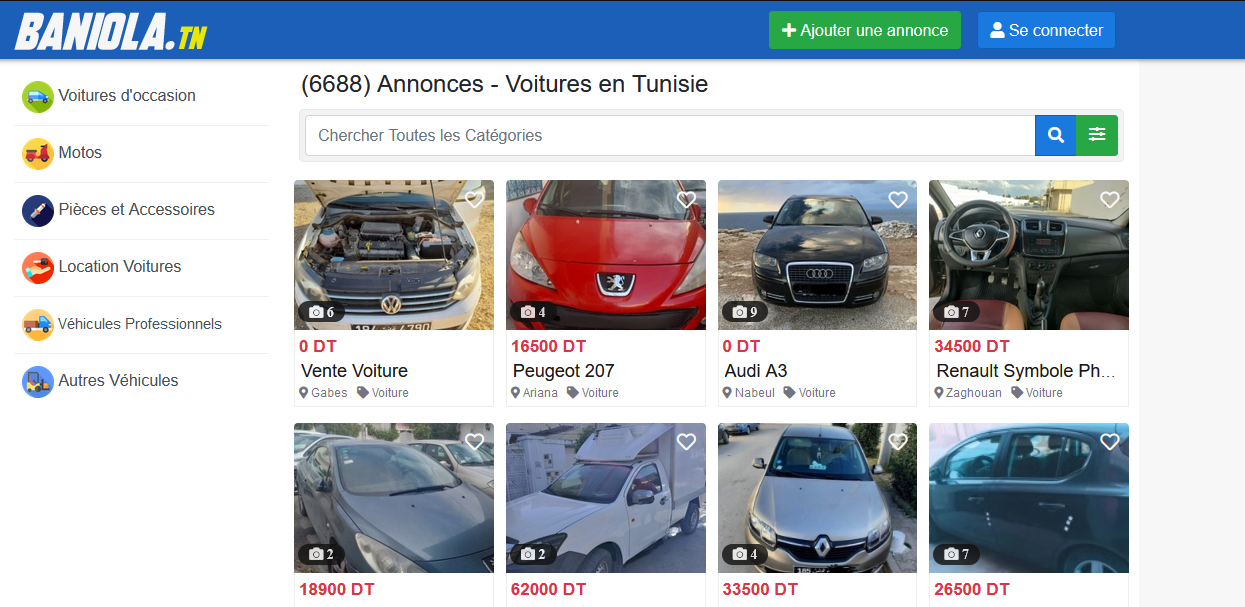 BANIOLA.TN
Ajouter une annonce
Se connecter
Voitures d'occasion
Motos
Pièces et Accessoires
Location Voitures
Véhicules Professionnels
Autres Véhicules
(6688) Annonces - Voitures en Tunisie
Chercher Toutes les Catégories
6
4
9
7
0 DT
16500 DT
0 DT
34500 DT
Vente Voiture
Peugeot 207
Audi A3
Renault Symbole Ph...
Gabes Voiture
Ariana Voiture
Nabeul Voiture
Zaghouan Voiture
2
2
4
7
18900 DT
62000 DT
33500 DT
26500 DT